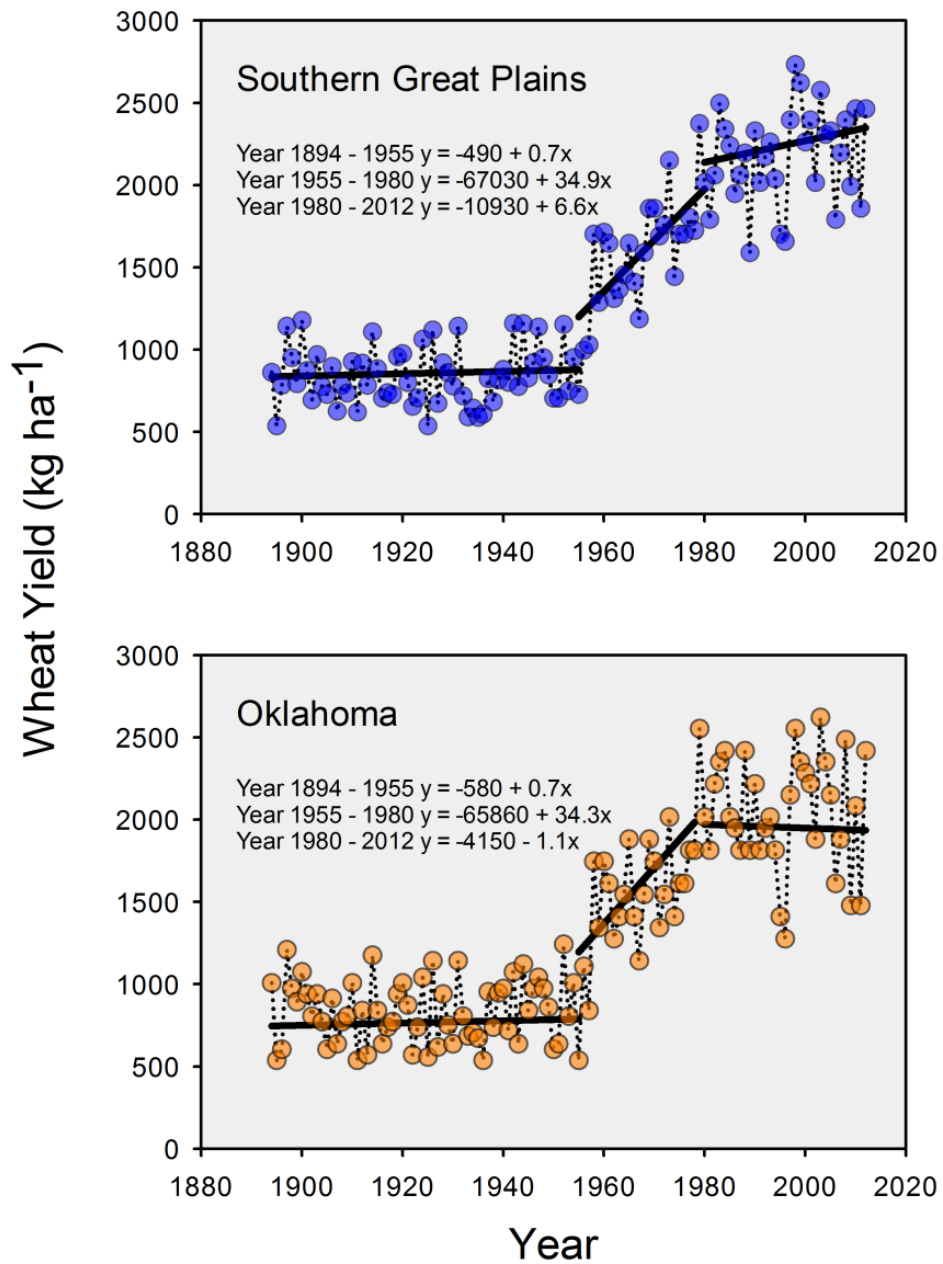 Wheat Yield (kg ha-1)
3000
2500
2000
1500
1000
500
0
Southern Great Plains
Year 1894 - 1955 y = -490 + 0.7x
Year 1955 - 1980 y = -67030 + 34.9x
Year 1980 - 2012 y = -10930 + 6.6x
1880 1900 1920 1940 1960 1980 2000 2020
3000
2500
2000
1500
1000
500
0
Oklahoma
Year 1894 - 1955 y = -580 + 0.7x
Year 1955 - 1980 y = -65860 + 34.3x
Year 1980 - 2012 y = -4150 - 1.1x
1880 1900 1920 1940 1960 1980 2000 2020
Year